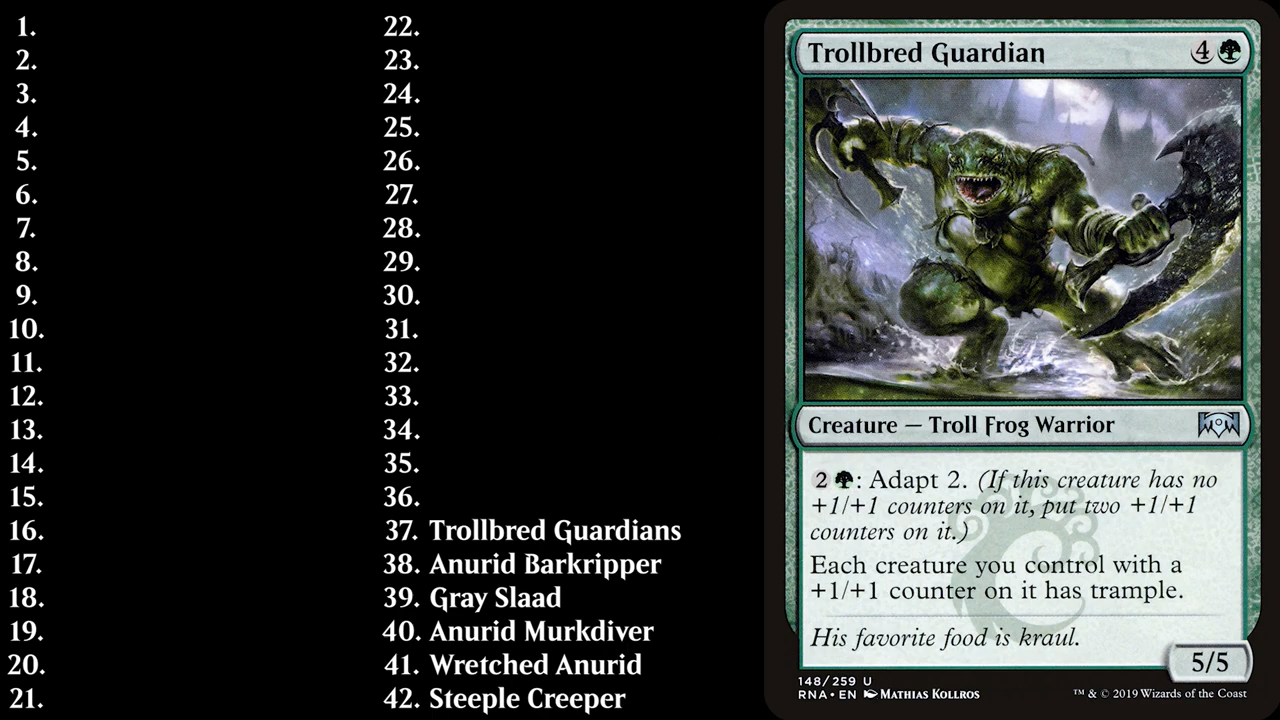 1.
2.
3.
4.
5.
6.
7.
8.
9.
10.
11.
12.
13.
14.
15.
16.
17.
18.
19.
20.
21.
22.
23.
24.
25.
26.
27.
28.
29.
30.
31.
32.
33.
34.
35.
36.
37. Trollbred Guardians
38. Anurid Barkripper
39. Gray Slaad
40. Anurid Murkdiver
41. Wretched Anurid
42. Steeple Creeper
Trollbred Guardian 4
Creature — Troll Frog Warrior
2 : Adapt 2. (If this creature has no
+1/+1 counters on it, put two +1/+1
counters on it.)
Each creature you control with a
+1/+1 counter on it has trample.
His favorite food is kraul.
5/5
148/259 U
RNA • EN Mathias Kollros
™ & © 2019 Wizards of the Coast